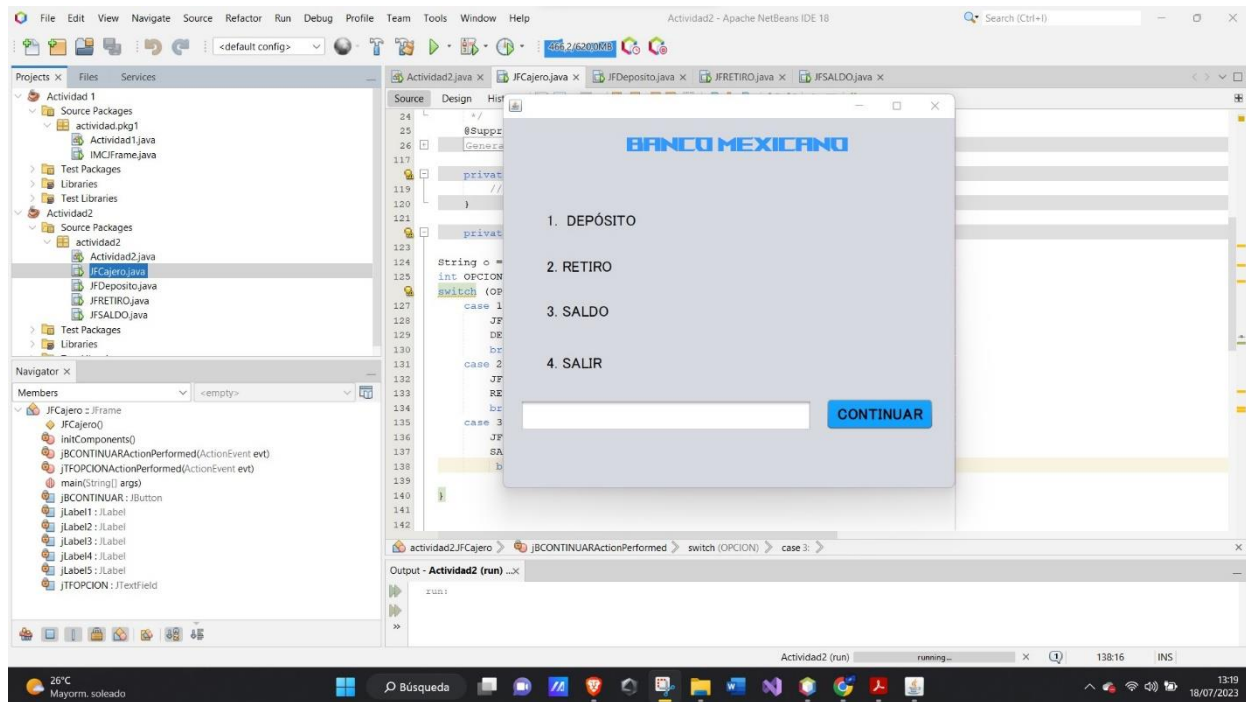 File Edit View Navigate Source Refactor Run Debug Profile Team Tools Window Help
Actividad2 - Apache NetBeans IDE 18
Search (Ctrl+I)
<default config>
466,2/620,0MB
Projects Files Services
Actividad 1
Source Packages
actividad.pkg1
Actividad1.java
IMCJFrame.java
Test Packages
Libraries
Test Libraries
Actividad2
Source Packages
actividad2
Actividad2.java
JFCajero.java
JFDeposito.java
JFRETIRO.java
JFSALDO.java
Test Packages
Libraries
Navigator
Members <empty>
JFCajero :: JFrame
JFCajero()
initComponents()
jBCONTINUARActionPerformed(ActionEvent evt)
jTFOPCIONActionPerformed(ActionEvent evt)
main(String[] args)
jBCONTINUAR : JButton
jLabel1 : JLabel
jLabel2 : JLabel
jLabel3 : JLabel
jLabel4 : JLabel
jLabel5 : JLabel
jTFOPCION : JTextField
Actividad2.java JFCajero.java JFDeposito.java JFRETIRO.java JFSALDO.java
Source Design Hist
24 */
25 @Suppr
26 Genera
117
privat
119 //
120 }
121
privat
123
124 String o =
125 int OPCION
switch (OP
127 case 1
128 JF
129 DE
130 br
131 case 2
132 JF
133 RE
134 br
135 case 3
136 JF
137 SA
138 b
139
140 }
141
142
BANCO MEXICANO
1. DEPÓSITO
2. RETIRO
3. SALDO
4. SALIR
CONTINUAR
actividad2.JFCajero jBCONTINUARActionPerformed switch (OPCION) case 3:
Output - Actividad2 (run) ...
run:
Actividad2 (run) running... 1 138:16 INS
26°C
Mayorm. soleado
Búsqueda
13:19
18/07/2023